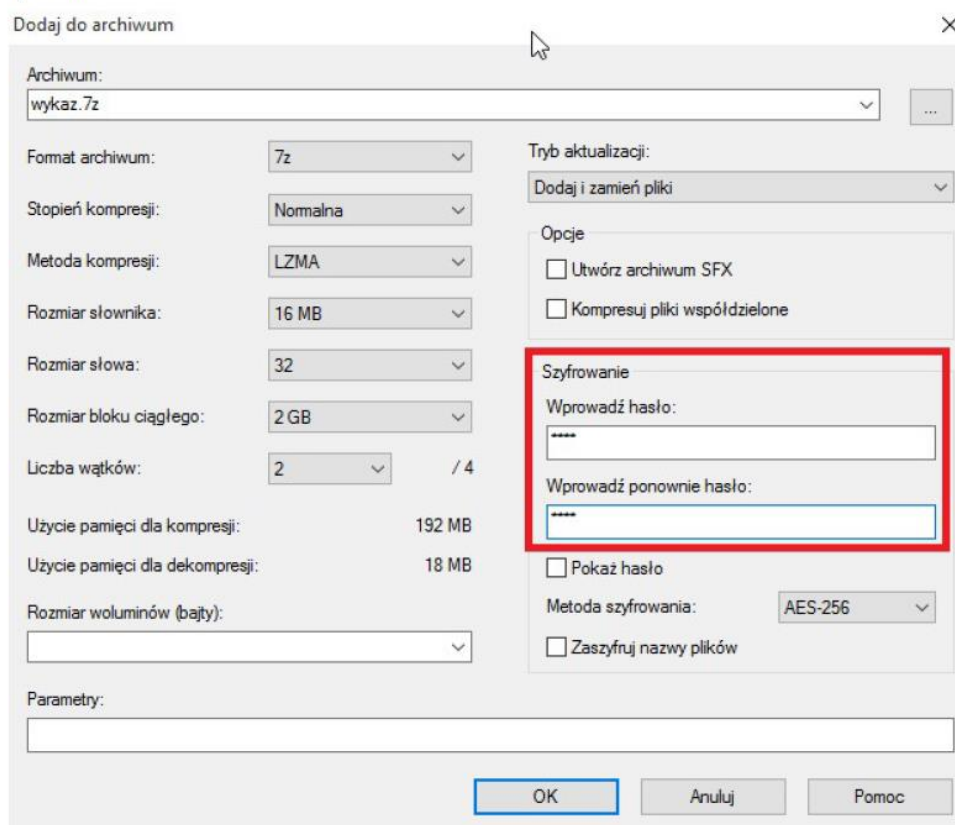 Dodaj do archiwum
Archiwum:
wykaz.7z
...
Format archiwum:
7z
Stopień kompresji:
Normalna
Metoda kompresji:
LZMA
Rozmiar słownika:
16 MB
Rozmiar słowa:
32
Rozmiar bloku ciągłego:
2 GB
Liczba wątków:
2
/ 4
Użycie pamięci dla kompresji:
192 MB
Użycie pamięci dla dekompresji:
18 MB
Rozmiar woluminów (bajty):
Tryb aktualizacji:
Dodaj i zamień pliki
Opcje
Utwórz archiwum SFX
Kompresuj pliki współdzielone
Szyfrowanie
Wprowadź hasło:
****
Wprowadź ponownie hasło:
****
Pokaż hasło
Metoda szyfrowania:
AES-256
Zaszyfruj nazwy plików
Parametry:
OK
Anuluj
Pomoc